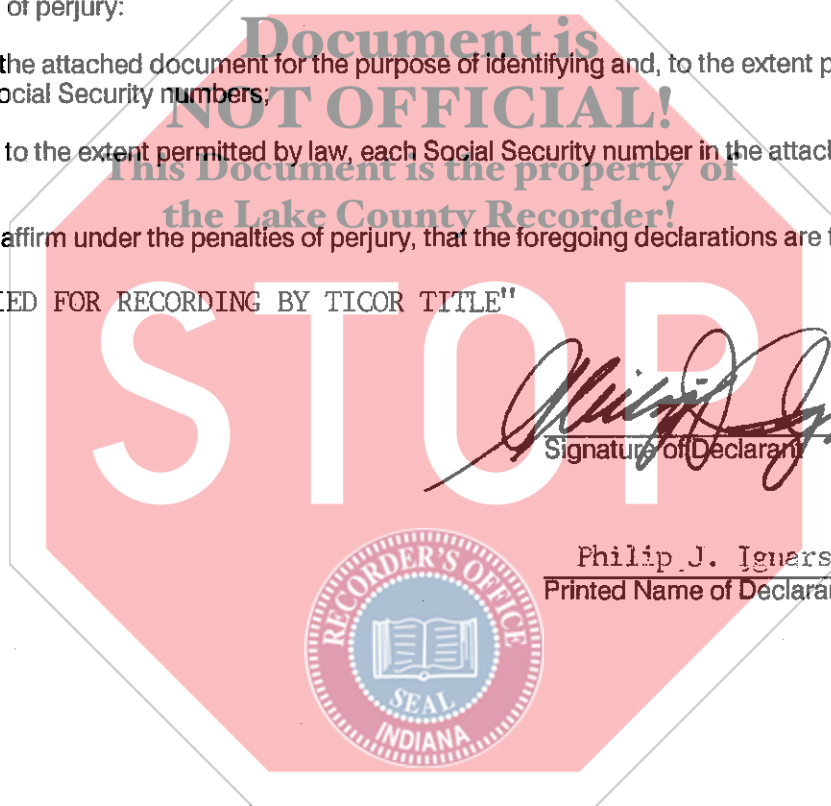 of perjury:
Document is
the attached document for the purpose of identifying and, to the extent p
ocial Security numbers;
NOT OFFICIAL!
to the extent permitted by law, each Social Security number in the attach
This Document is the property of
the Lake County Recorder!
affirm under the penalties of perjury, that the foregoing declarations are t
IED FOR RECORDING BY TICOR TITLE"
STOP
Signature of Declarant
Philip J. Ignars
Printed Name of Declaran
RECORDER'S OFFICE
SEAL
INDIANA